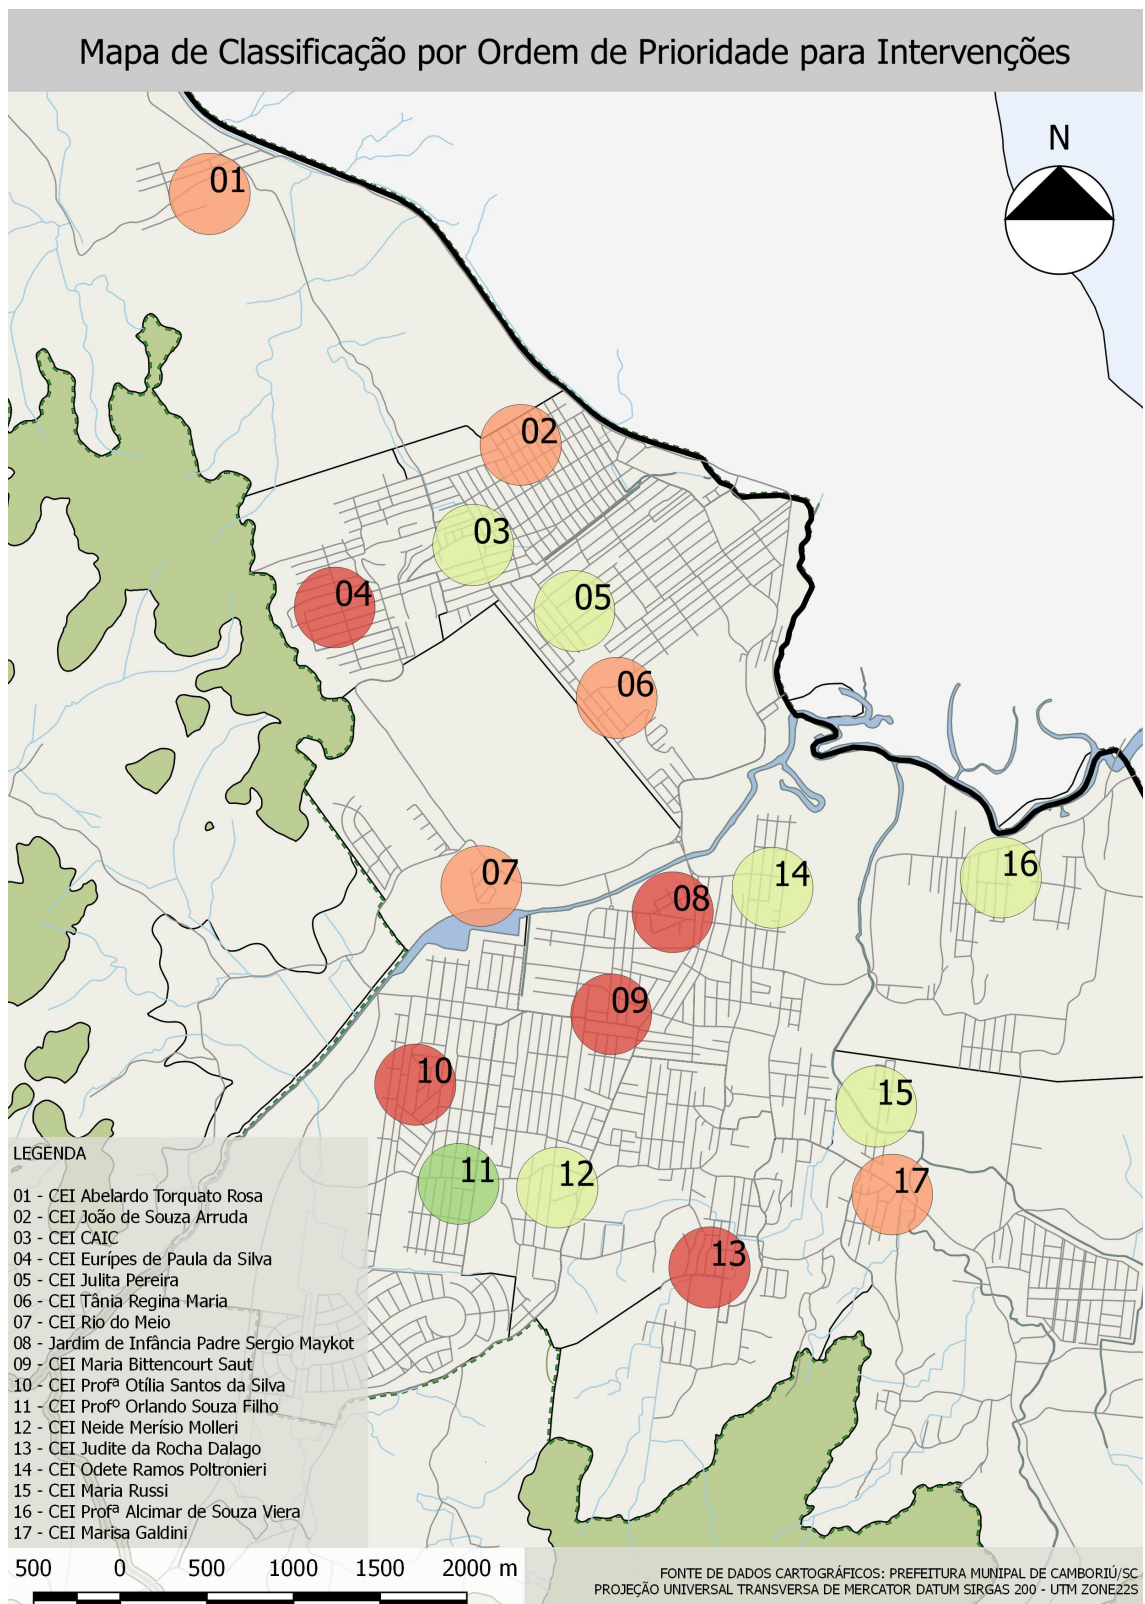 Mapa de Classificação por Ordem de Prioridade para Intervenções
N
01
02
03
04
05
06
07
08
14
16
09
10
15
11
12
17
13
LEGENDA
01 - CEI Abelardo Torquato Rosa
02 - CEI João de Souza Arruda
03 - CEI CAIC
04 - CEI Eurípes de Paula da Silva
05 - CEI Julita Pereira
06 - CEI Tânia Regina Maria
07 - CEI Rio do Meio
08 - Jardim de Infância Padre Sergio Maykot
09 - CEI Maria Bittencourt Saut
10 - CEI Profª Otília Santos da Silva
11 - CEI Profº Orlando Souza Filho
12 - CEI Neide Merísio Molleri
13 - CEI Judite da Rocha Dalago
14 - CEI Odete Ramos Poltronieri
15 - CEI Maria Russi
16 - CEI Profª Alcimar de Souza Viera
17 - CEI Marisa Galdini
500 0 500 1000 1500 2000 m
FONTE DE DADOS CARTOGRÁFICOS: PREFEITURA MUNIPAL DE CAMBORIÚ/SC
PROJEÇÃO UNIVERSAL TRANSVERSA DE MERCATOR DATUM SIRGAS 200 - UTM ZONE22S